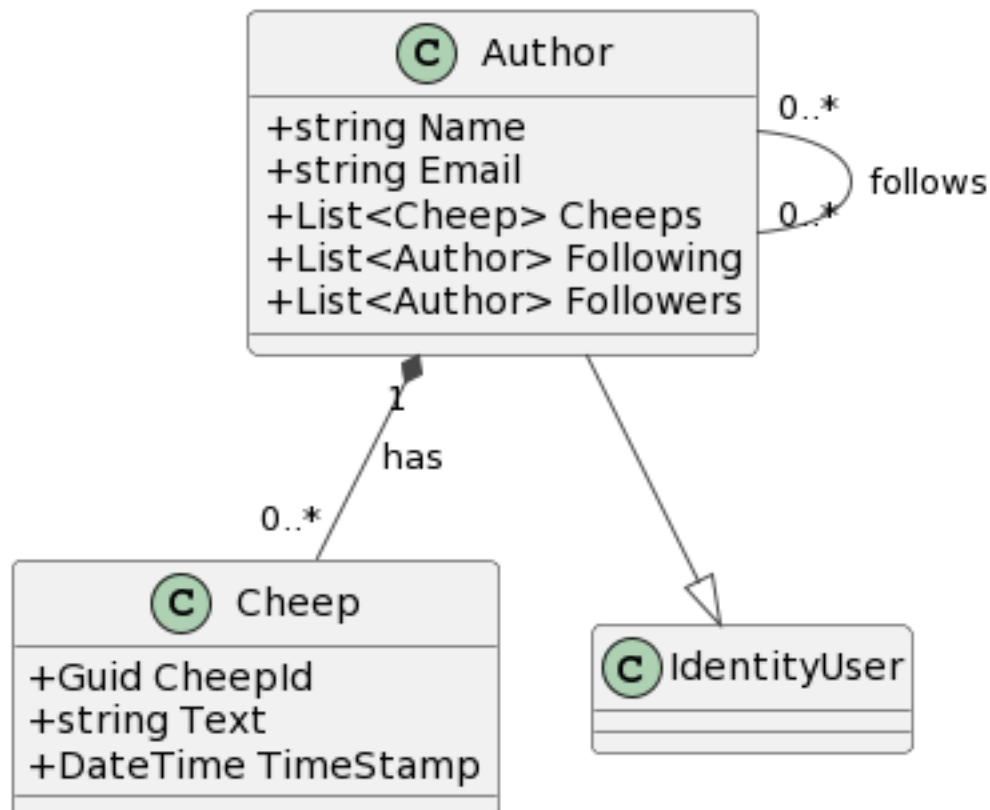 C Author
+string Name
+string Email
+List<Cheep> Cheeps
+List<Author> Following
+List<Author> Followers
0..*
follows
0..*
1
has
0..*
C Cheep
+Guid CheepId
+string Text
+DateTime TimeStamp
C IdentityUser